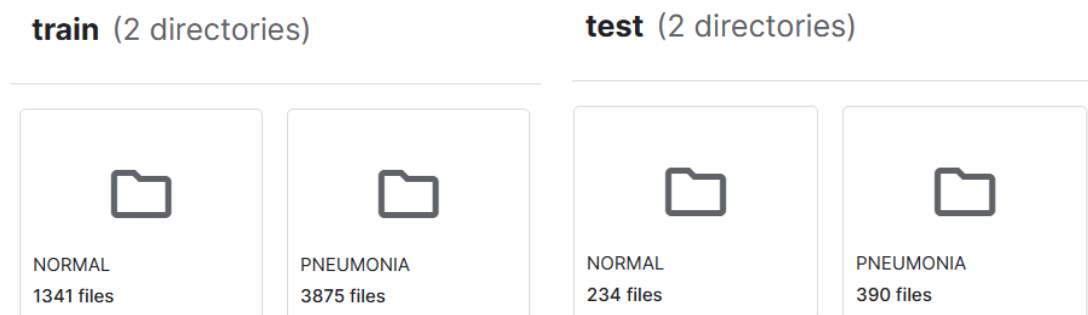 train (2 directories)
test (2 directories)
NORMAL
1341 files
PNEUMONIA
3875 files
NORMAL
234 files
PNEUMONIA
390 files